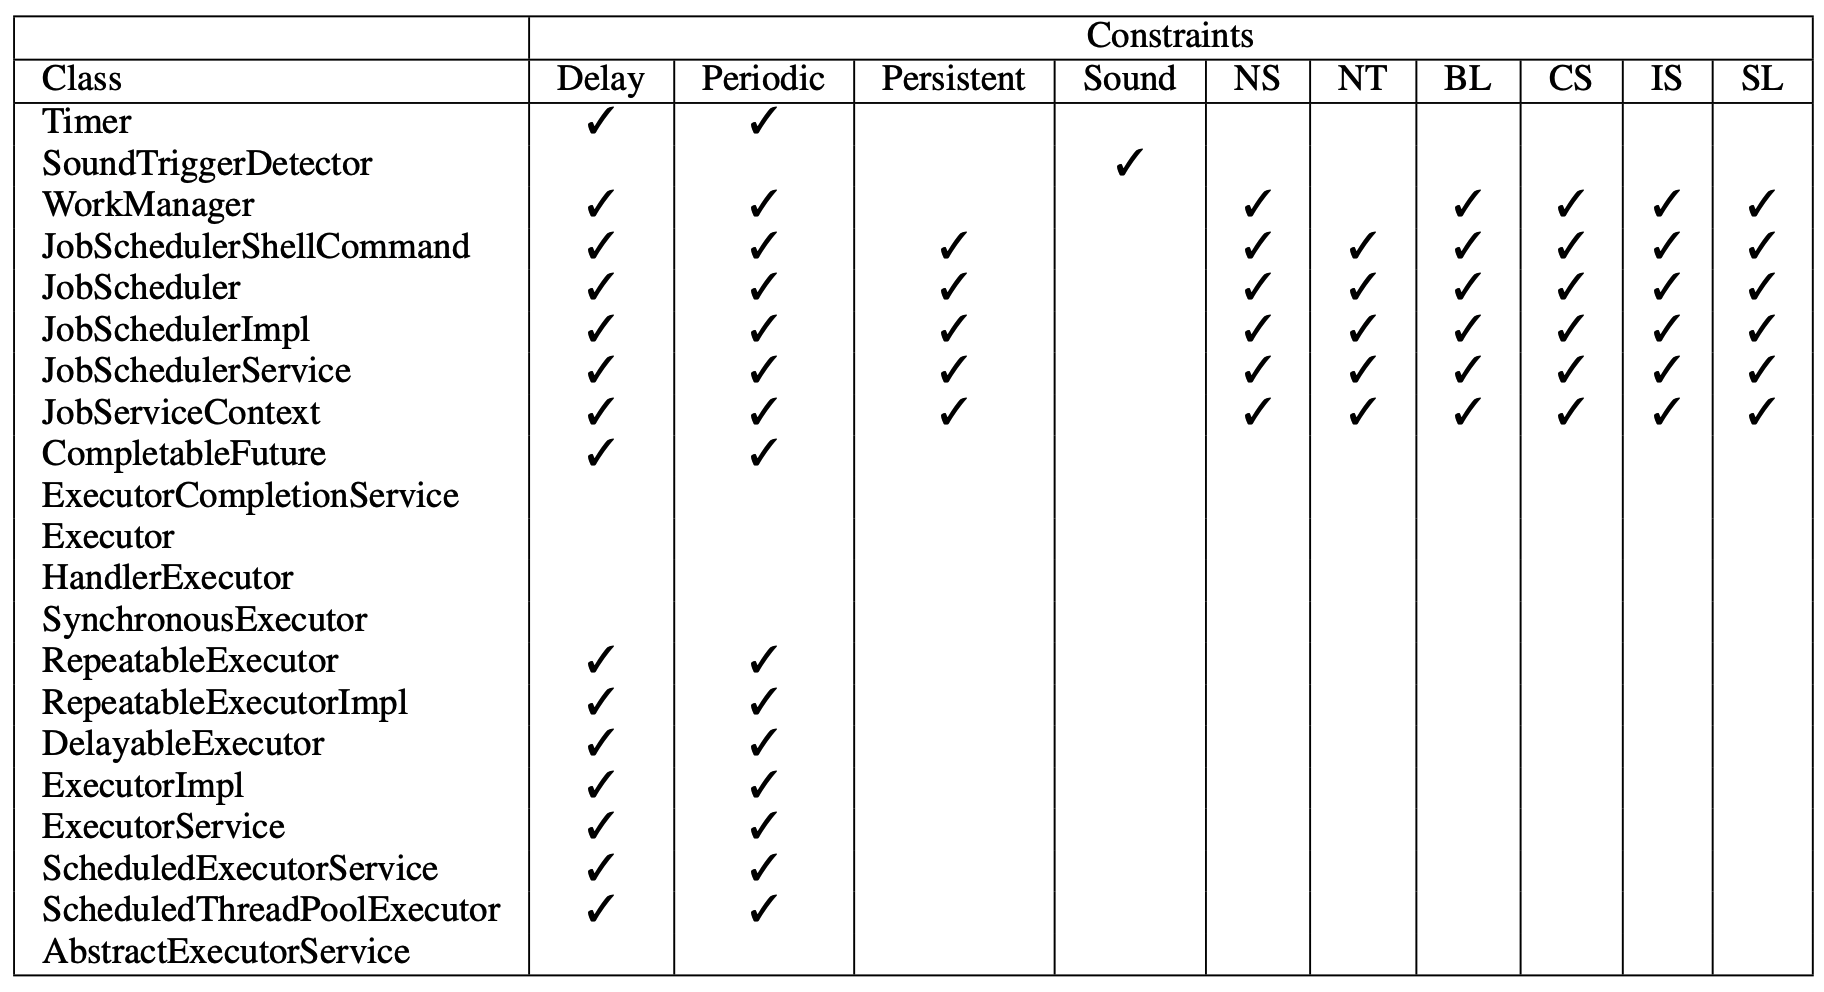 Constraints
Class Delay Periodic Persistent Sound NS NT BL CS IS SL
Timer ✓ ✓
SoundTriggerDetector ✓
WorkManager ✓ ✓ ✓ ✓ ✓ ✓ ✓
JobSchedulerShellCommand ✓ ✓ ✓ ✓ ✓ ✓ ✓ ✓ ✓
JobScheduler ✓ ✓ ✓ ✓ ✓ ✓ ✓ ✓ ✓
JobSchedulerImpl ✓ ✓ ✓ ✓ ✓ ✓ ✓ ✓ ✓
JobSchedulerService ✓ ✓ ✓ ✓ ✓ ✓ ✓ ✓ ✓
JobServiceContext ✓ ✓ ✓ ✓ ✓ ✓ ✓ ✓ ✓
CompletableFuture ✓ ✓
ExecutorCompletionService
Executor
HandlerExecutor
SynchronousExecutor
RepeatableExecutor ✓ ✓
RepeatableExecutorImpl ✓ ✓
DelayableExecutor ✓ ✓
ExecutorImpl ✓ ✓
ExecutorService ✓ ✓
ScheduledExecutorService ✓ ✓
ScheduledThreadPoolExecutor ✓ ✓
AbstractExecutorService